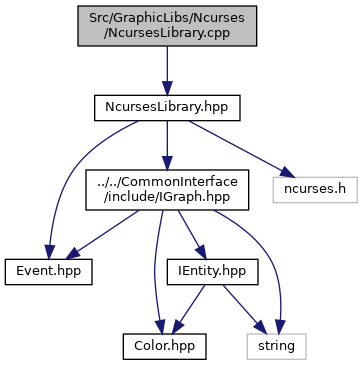 Src/GraphicLibs/Ncurses
/NcursesLibrary.cpp
NcursesLibrary.hpp
../../CommonInterface
/include/IGraph.hpp
ncurses.h
Event.hpp
IEntity.hpp
Color.hpp
string